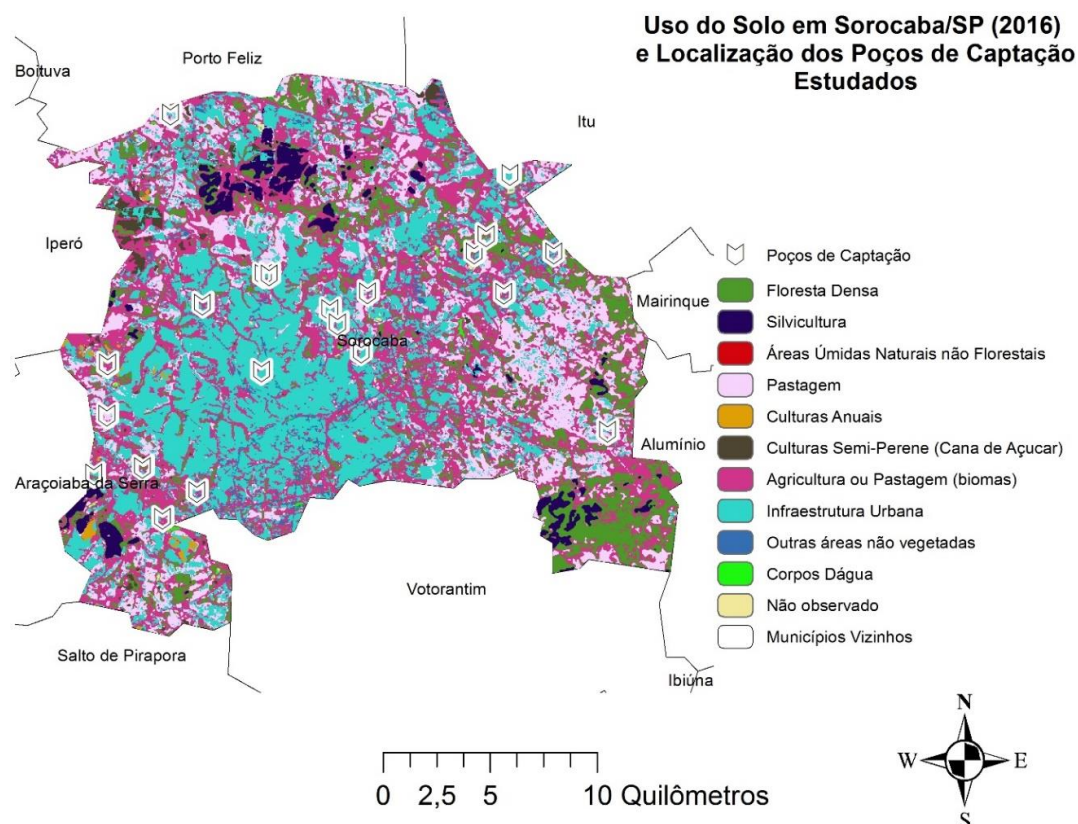 Uso do Solo em Sorocaba/SP (2016)
e Localização dos Poços de Captação
Estudados
Porto Feliz
Boituva
Itu
Iperó
Mairinque
Sorocaba
Alumínio
Araçoiaba da Serra
Votorantim
Salto de Pirapora
Ibiúna
Poços de Captação
Floresta Densa
Silvicultura
Áreas Úmidas Naturais não Florestais
Pastagem
Culturas Anuais
Culturas Semi-Perene (Cana de Açucar)
Agricultura ou Pastagem (biomas)
Infraestrutura Urbana
Outras áreas não vegetadas
Corpos Dágua
Não observado
Municípios Vizinhos
N
W E
S
0 2,5 5 10 Quilômetros